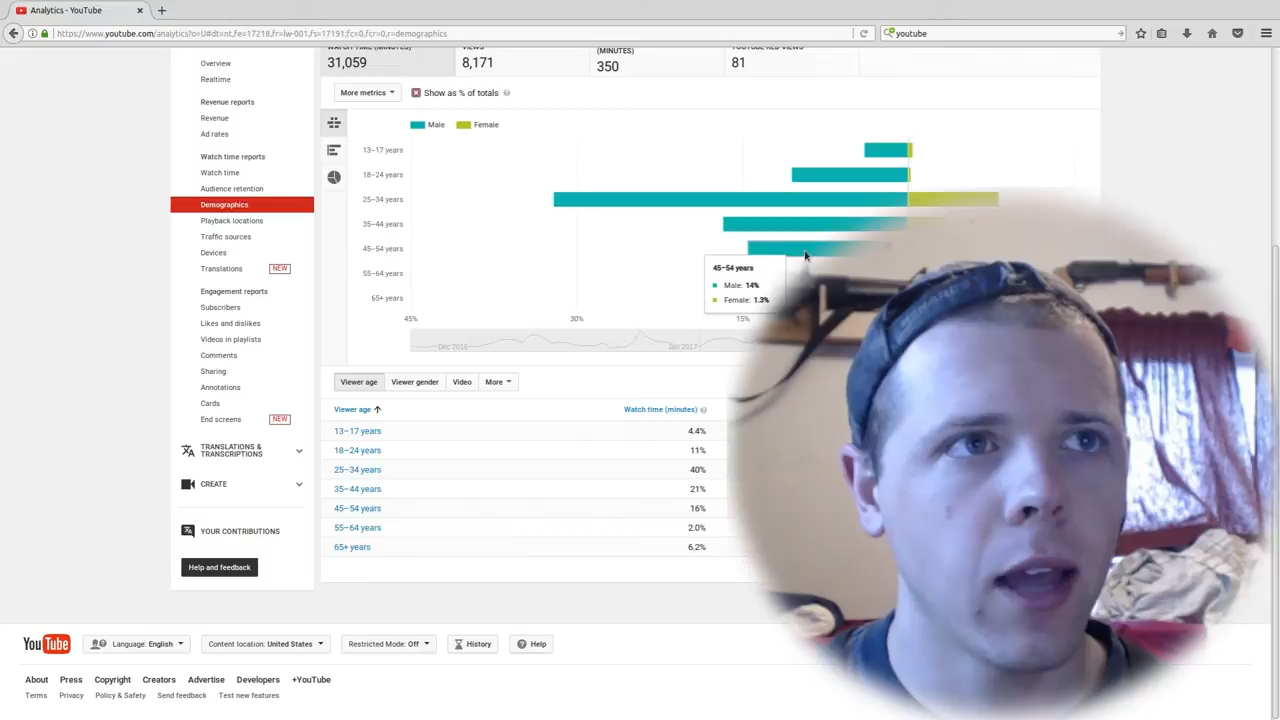 Analytics - YouTube
https://www.youtube.com/analytics?o=U#dt=nt,fe=17218,fr=lw-001,fs=17191;fc=0,fcr=0,r=demographics
youtube
WATCH TIME (MINUTES)
VIEWS
(MINUTES)
YOUTUBE RED VIEWS
31,059
8,171
350
81
More metrics
Show as % of totals
Male
Female
13–17 years
18–24 years
25–34 years
35–44 years
45–54 years
55–64 years
65+ years
45–54 years
Male: 14%
Female: 1.3%
45%
30%
15%
Dec 2016
Jan 2017
Overview
Realtime
Revenue reports
Revenue
Ad rates
Watch time reports
Watch time
Audience retention
Demographics
Playback locations
Traffic sources
Devices
Translations NEW
Engagement reports
Subscribers
Likes and dislikes
Videos in playlists
Comments
Sharing
Annotations
Cards
End screens NEW
TRANSLATIONS &
TRANSCRIPTIONS
CREATE
YOUR CONTRIBUTIONS
Help and feedback
Viewer age Viewer gender Video More
Viewer age Watch time (minutes)
13–17 years 4.4%
18–24 years 11%
25–34 years 40%
35–44 years 21%
45–54 years 16%
55–64 years 2.0%
65+ years 6.2%
YouTube
Language: English
Content location: United States
Restricted Mode: Off
History
Help
About Press Copyright Creators Advertise Developers +YouTube
Terms Privacy Policy & Safety Send feedback Test new features